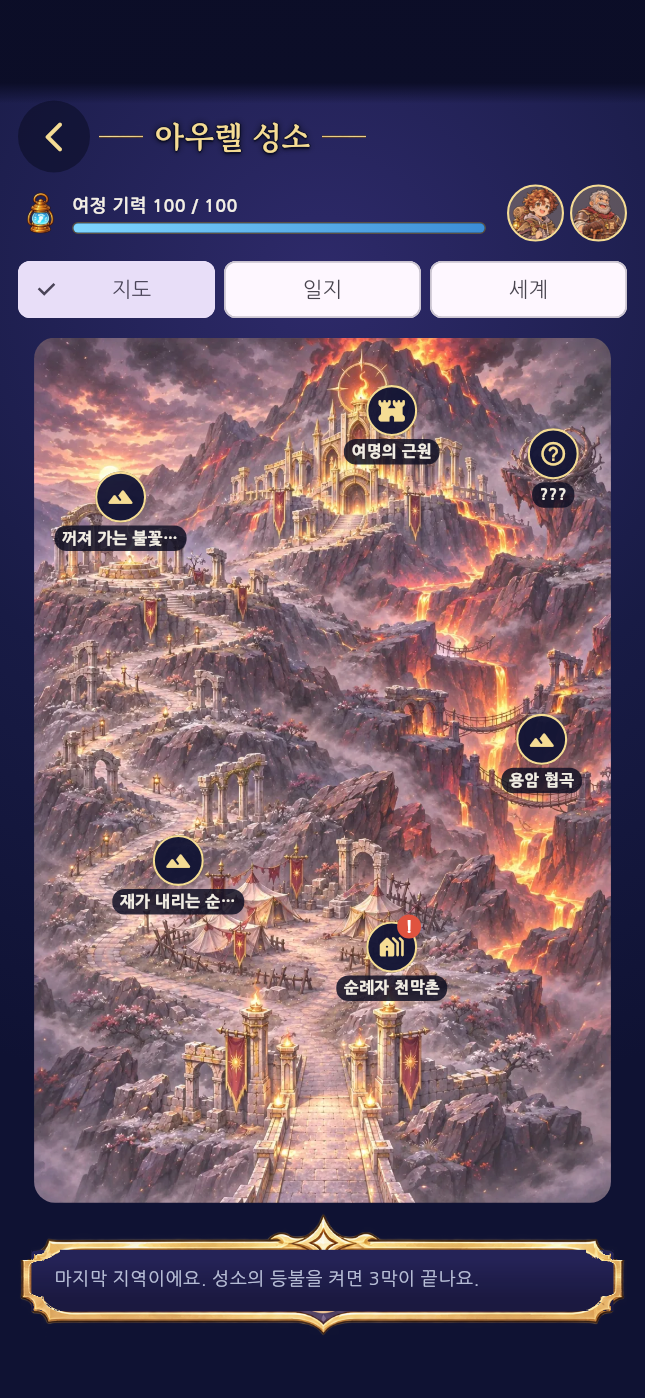 아우렐 성소
여정 기력 100 / 100
지도
일지
세계
여명의 근원
???
꺼져 가는 불꽃…
용암 협곡
재가 내리는 순…
!
순례자 천막촌
마지막 지역이에요. 성소의 등불을 켜면 3막이 끝나요.